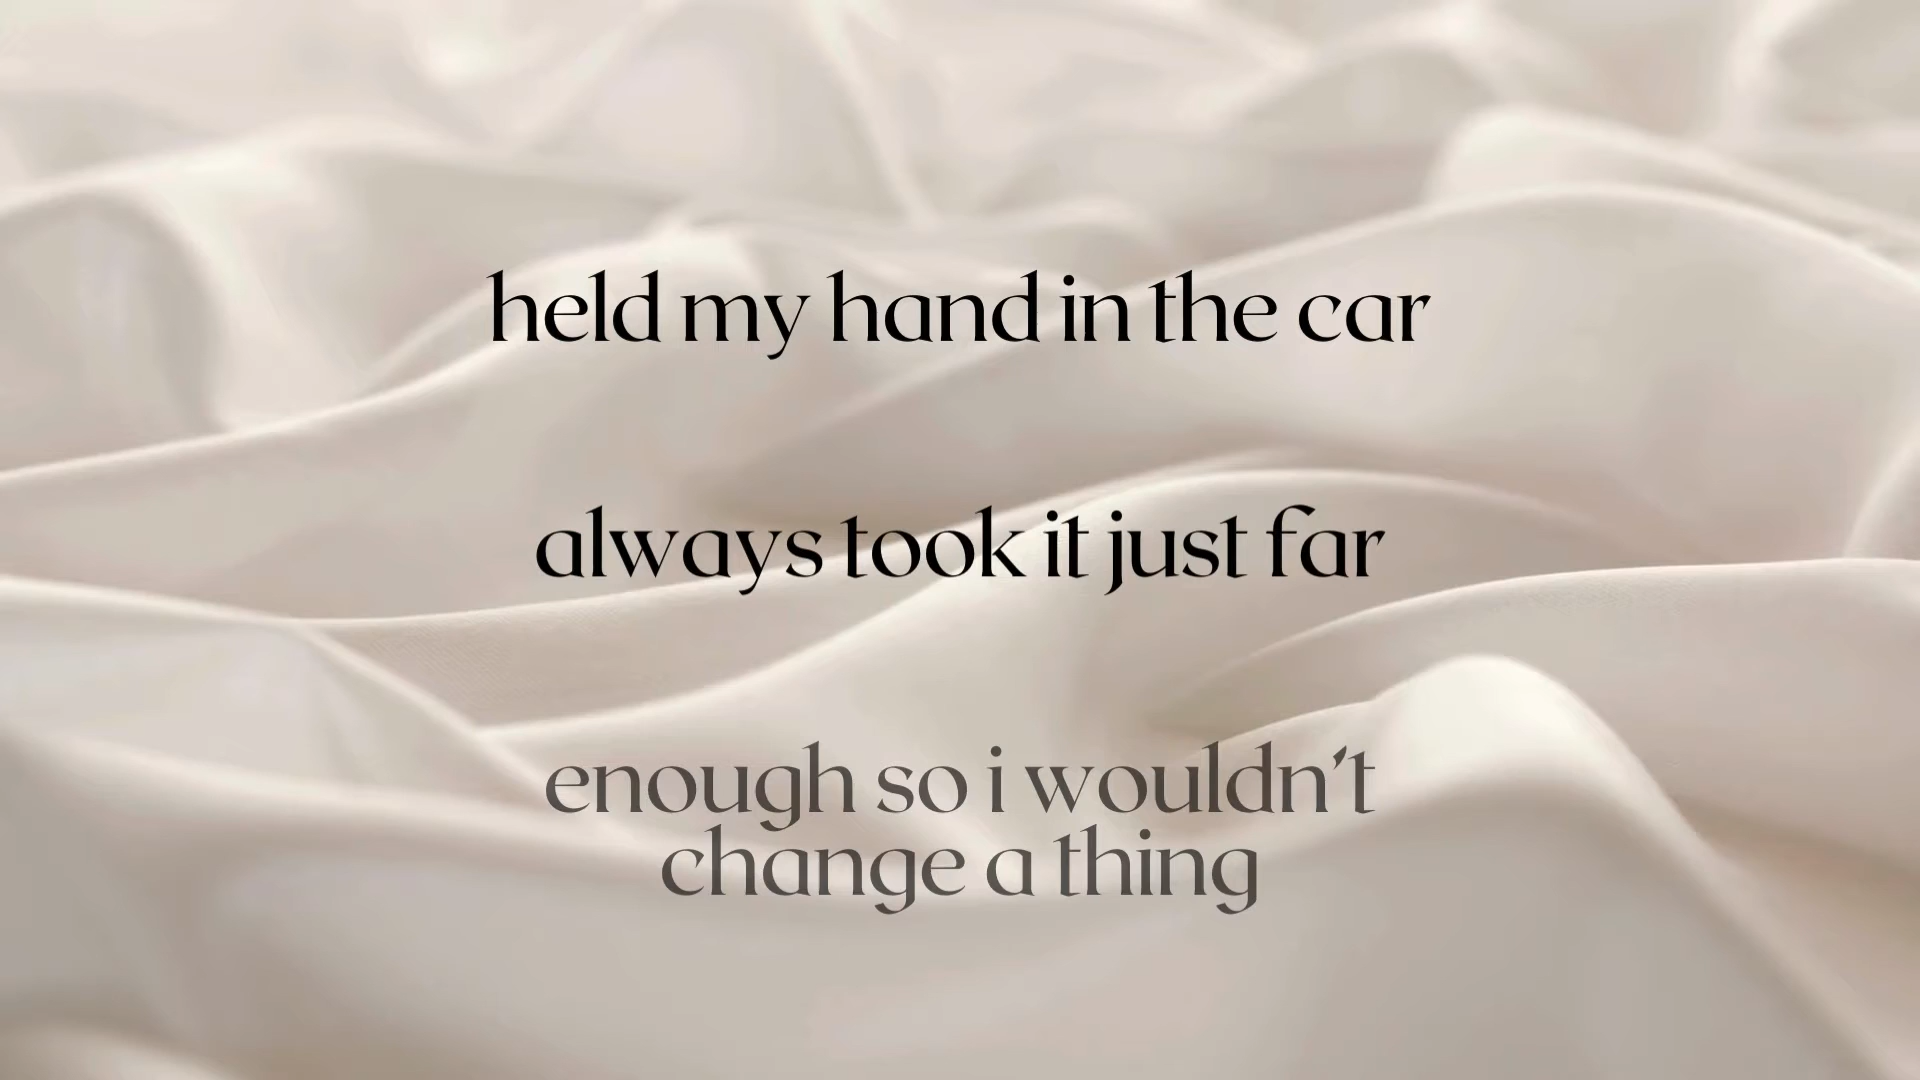 held my hand in the car
always took it just far
enough so i wouldn't
change a thing